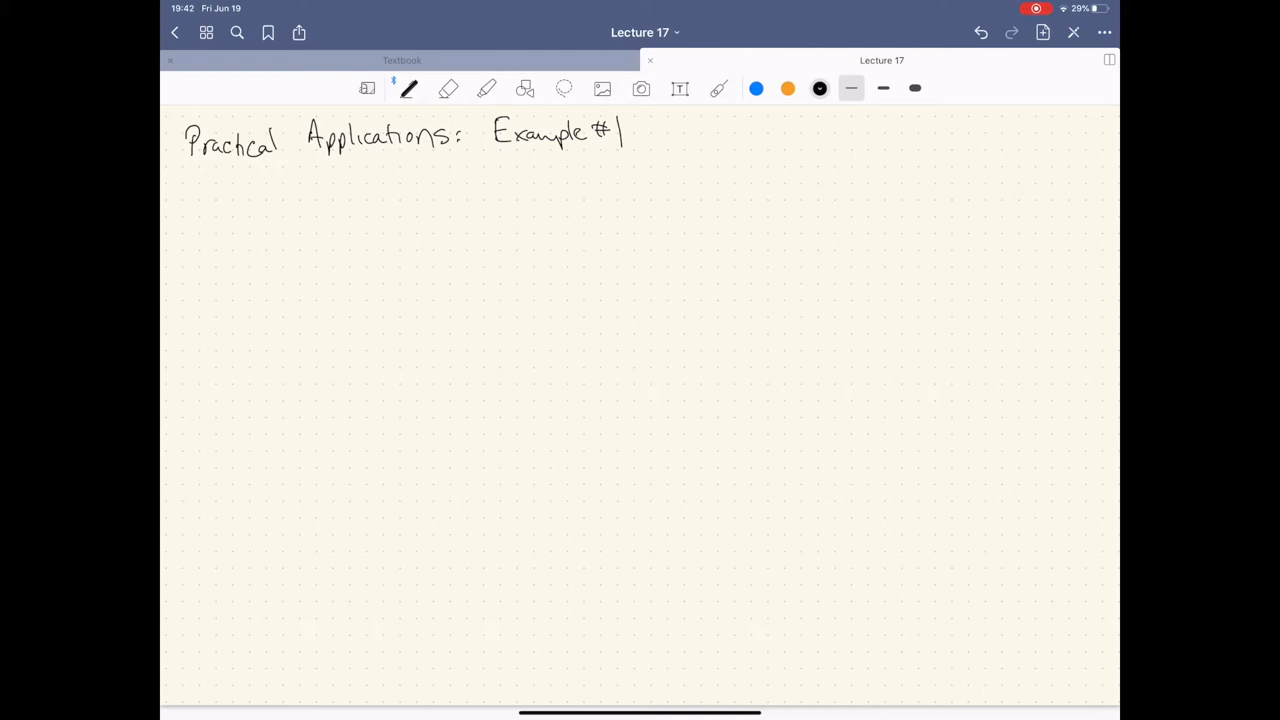 19:42 Fri Jun 19 29%
Lecture 17
Textbook Lecture 17
T
Practical Applications: Example #1